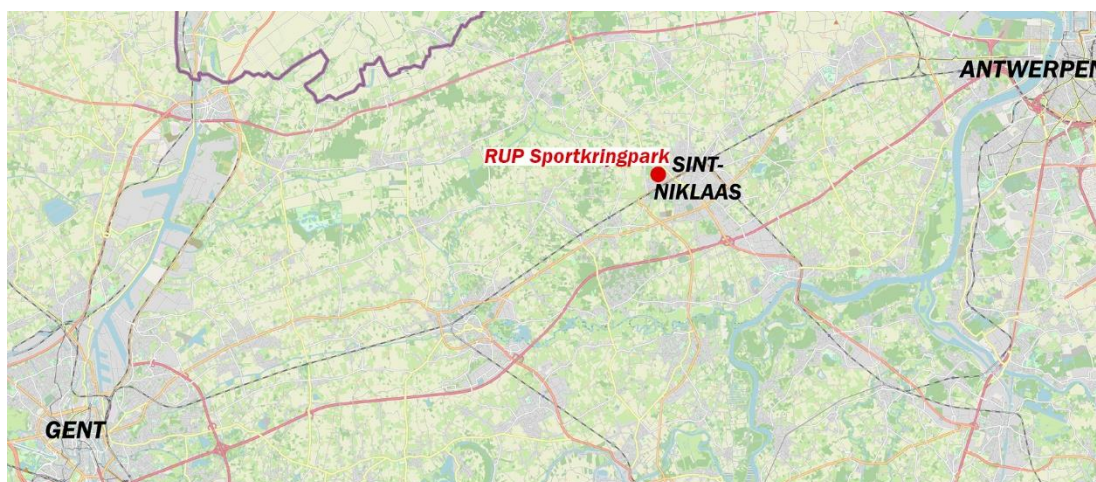 ANTWERPEN
RUP Sportkringpark
SINT-
NIKLAAS
GENT